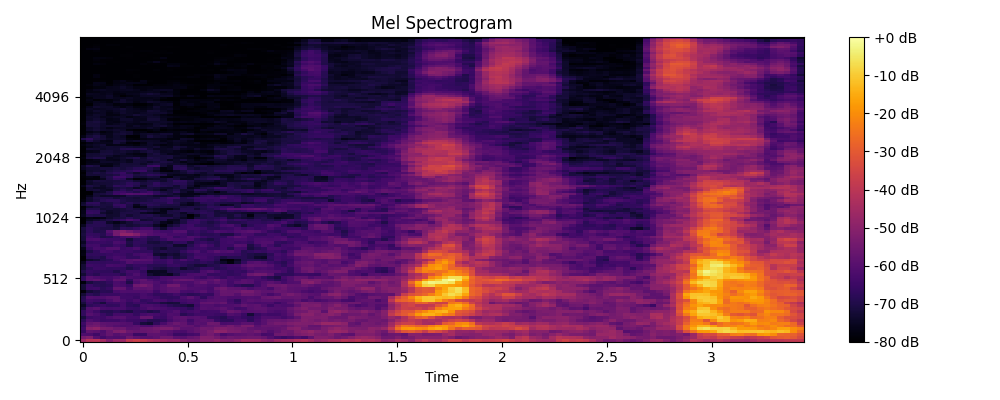 Mel Spectrogram
+0 dB
-10 dB
-20 dB
-30 dB
-40 dB
-50 dB
-60 dB
-70 dB
-80 dB
Hz
4096
2048
1024
512
0
0 0.5 1 1.5 2 2.5 3
Time